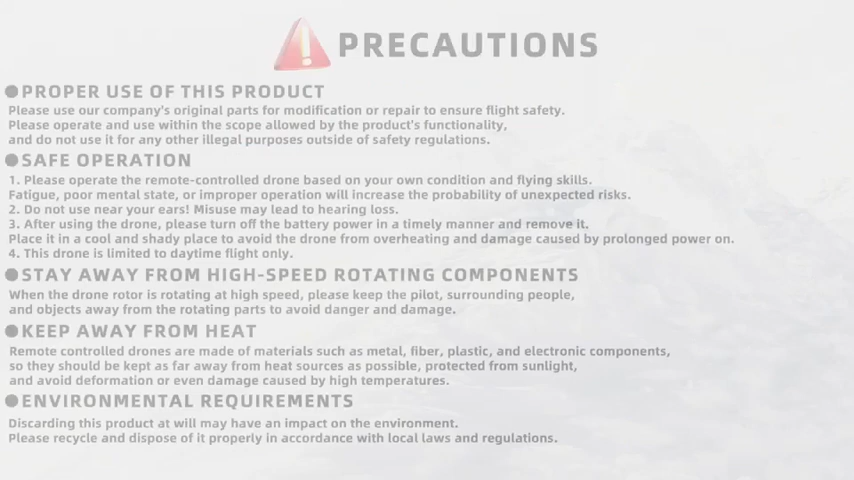 PRECAUTIONS
●PROPER USE OF THIS PRODUCT
Please use our company's original parts for modification or repair to ensure flight safety.
Please operate and use within the scope allowed by the product's functionality,
and do not use it for any other illegal purposes outside of safety regulations.
●SAFE OPERATION
1. Please operate the remote-controlled drone based on your own condition and flying skills.
Fatigue, poor mental state, or improper operation will increase the probability of unexpected risks.
2. Do not use near your ears! Misuse may lead to hearing loss.
3. After using the drone, please turn off the battery power in a timely manner and remove it.
Place it in a cool and shady place to avoid the drone from overheating and damage caused by prolonged power on.
4. This drone is limited to daytime flight only.
●STAY AWAY FROM HIGH-SPEED ROTATING COMPONENTS
When the drone rotor is rotating at high speed, please keep the pilot, surrounding people,
and objects away from the rotating parts to avoid danger and damage.
●KEEP AWAY FROM HEAT
Remote controlled drones are made of materials such as metal, fiber, plastic, and electronic components,
so they should be kept as far away from heat sources as possible, protected from sunlight,
and avoid deformation or even damage caused by high temperatures.
●ENVIRONMENTAL REQUIREMENTS
Discarding this product at will may have an impact on the environment.
Please recycle and dispose of it properly in accordance with local laws and regulations.